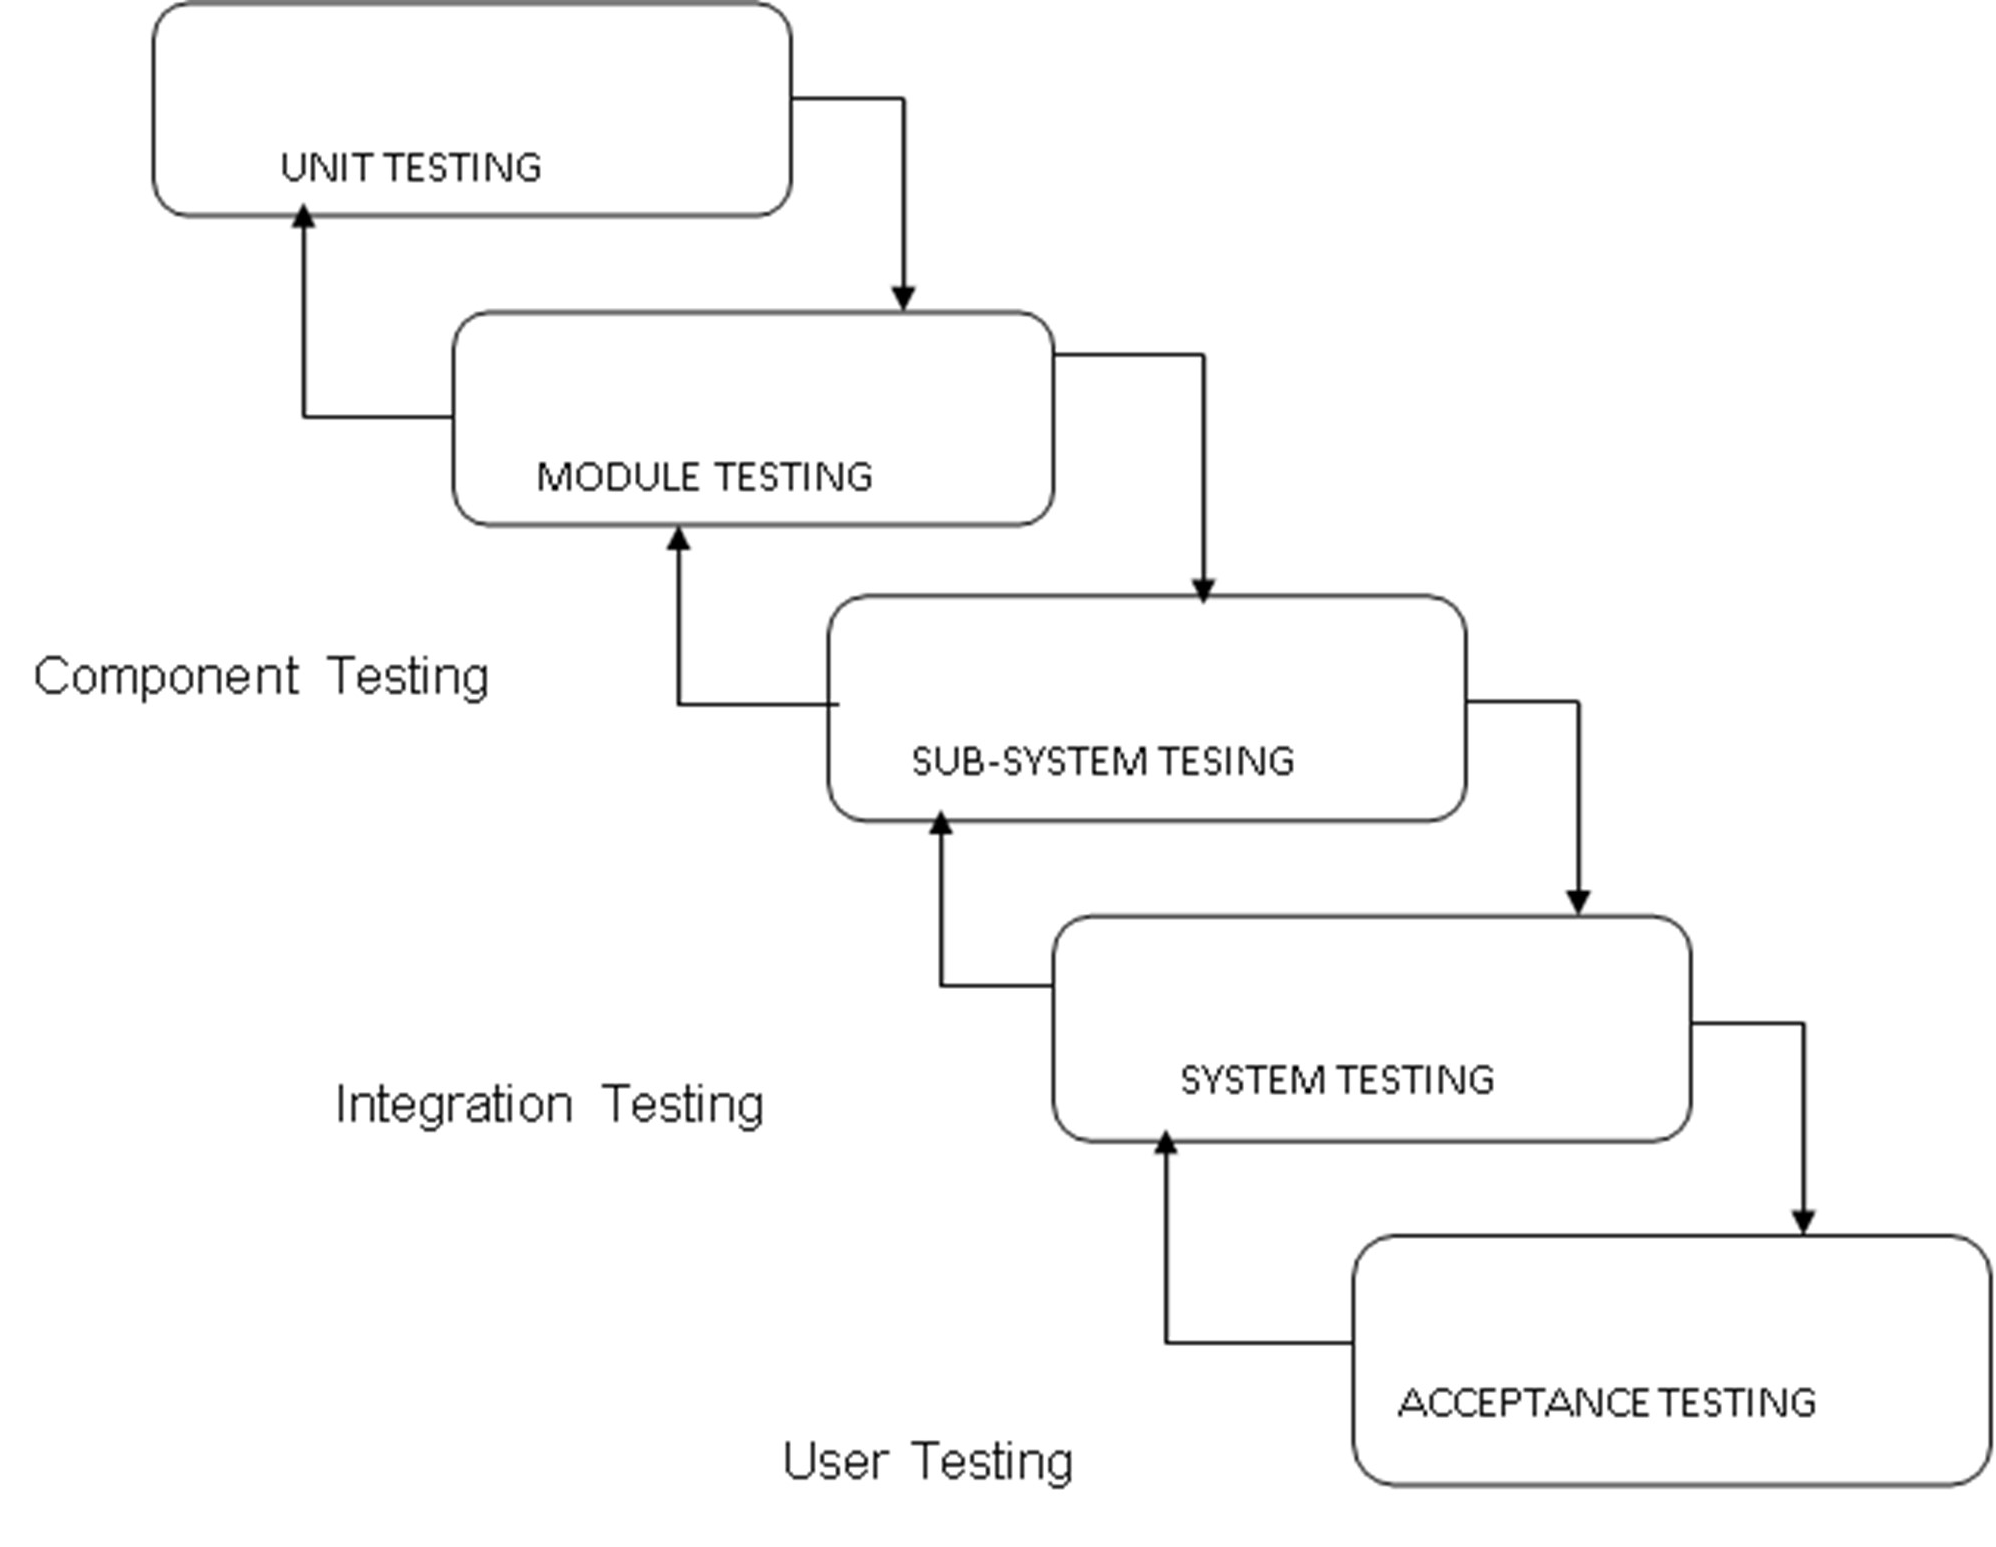 UNIT TESTING
MODULE TESTING
Component Testing
SUB-SYSTEM TESING
Integration Testing
SYSTEM TESTING
ACCEPTANCE TESTING
User Testing